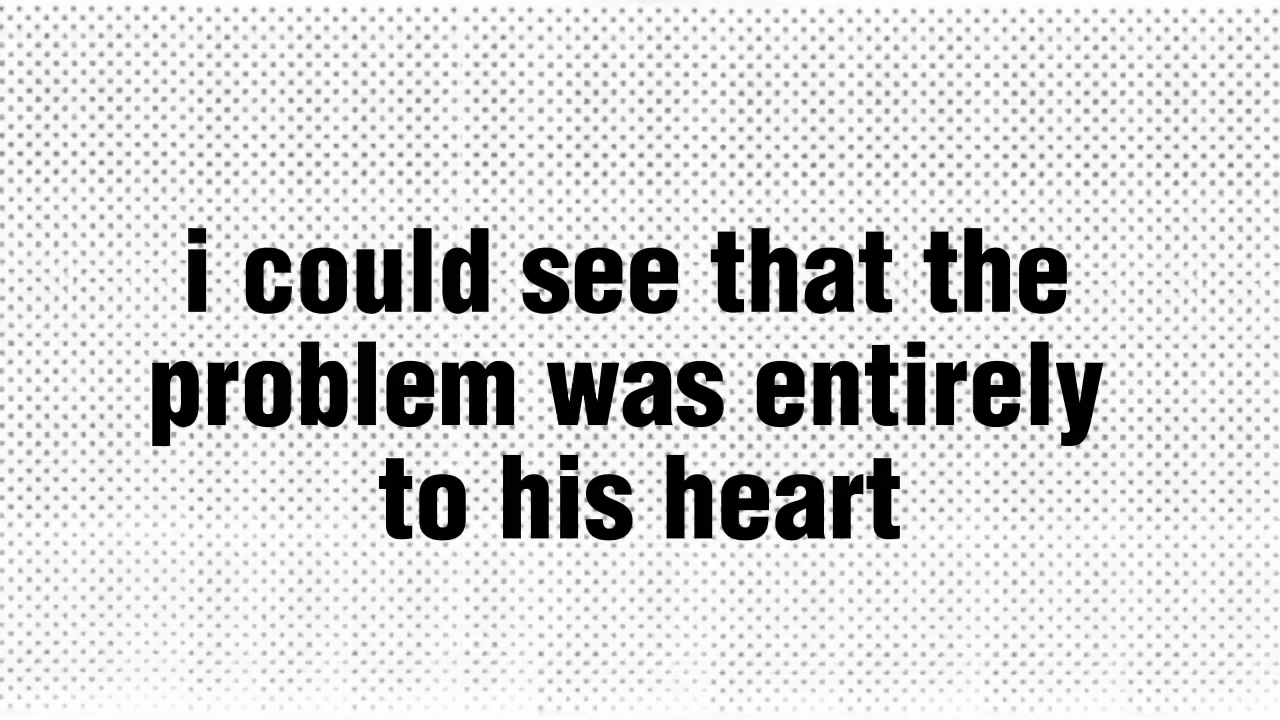 i could see that the
problem was entirely
to his heart